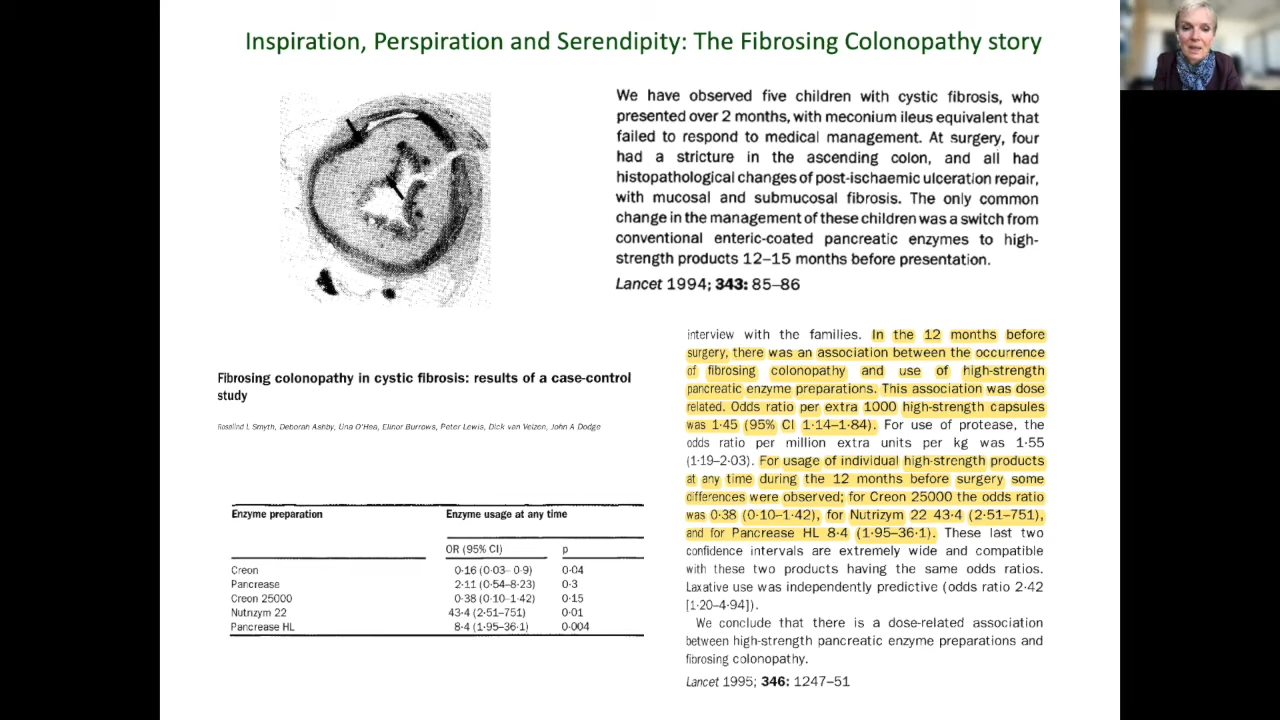 Inspiration, Perspiration and Serendipity: The Fibrosing Colonopathy story
We have observed five children with cystic fibrosis, who
presented over 2 months, with meconium ileus equivalent that
failed to respond to medical management. At surgery, four
had a stricture in the ascending colon, and all had
histopathological changes of post-ischaemic ulceration repair,
with mucosal and submucosal fibrosis. The only common
change in the management of these children was a switch from
conventional enteric-coated pancreatic enzymes to high-
strength products 12–15 months before presentation.
Lancet 1994; 343: 85–86
Fibrosing colonopathy in cystic fibrosis: results of a case-control
study
Rosalind L Smyth, Deborah Ashby, Una O'Hea, Elinor Burrows, Peter Lewis, Dick van Velzen, John A Dodge
Enzyme preparation Enzyme usage at any time
OR (95% CI) p
Creon 0·16 (0·03–0·9) 0·04
Pancrease 2·11 (0·54–8·23) 0·3
Creon 25000 0·38 (0·10–1·42) 0·15
Nutrizym 22 43·4 (2·51–751) 0·01
Pancrease HL 8·4 (1·95–36·1) 0·004
interview with the families. In the 12 months before
surgery, there was an association between the occurrence
of fibrosing colonopathy and use of high-strength
pancreatic enzyme preparations. This association was dose
related. Odds ratio per extra 1000 high-strength capsules
was 1·45 (95% CI 1·14–1·84). For use of protease, the
odds ratio per million extra units per kg was 1·55
(1·19–2·03). For usage of individual high-strength products
at any time during the 12 months before surgery some
differences were observed; for Creon 25000 the odds ratio
was 0·38 (0·10–1·42), for Nutrizym 22 43·4 (2·51–751),
and for Pancrease HL 8·4 (1·95–36·1). These last two
confidence intervals are extremely wide and compatible
with these two products having the same odds ratios.
Laxative use was independently predictive (odds ratio 2·42
[1·20–4·94]).
We conclude that there is a dose-related association
between high-strength pancreatic enzyme preparations and
fibrosing colonopathy.
Lancet 1995; 346: 1247–51